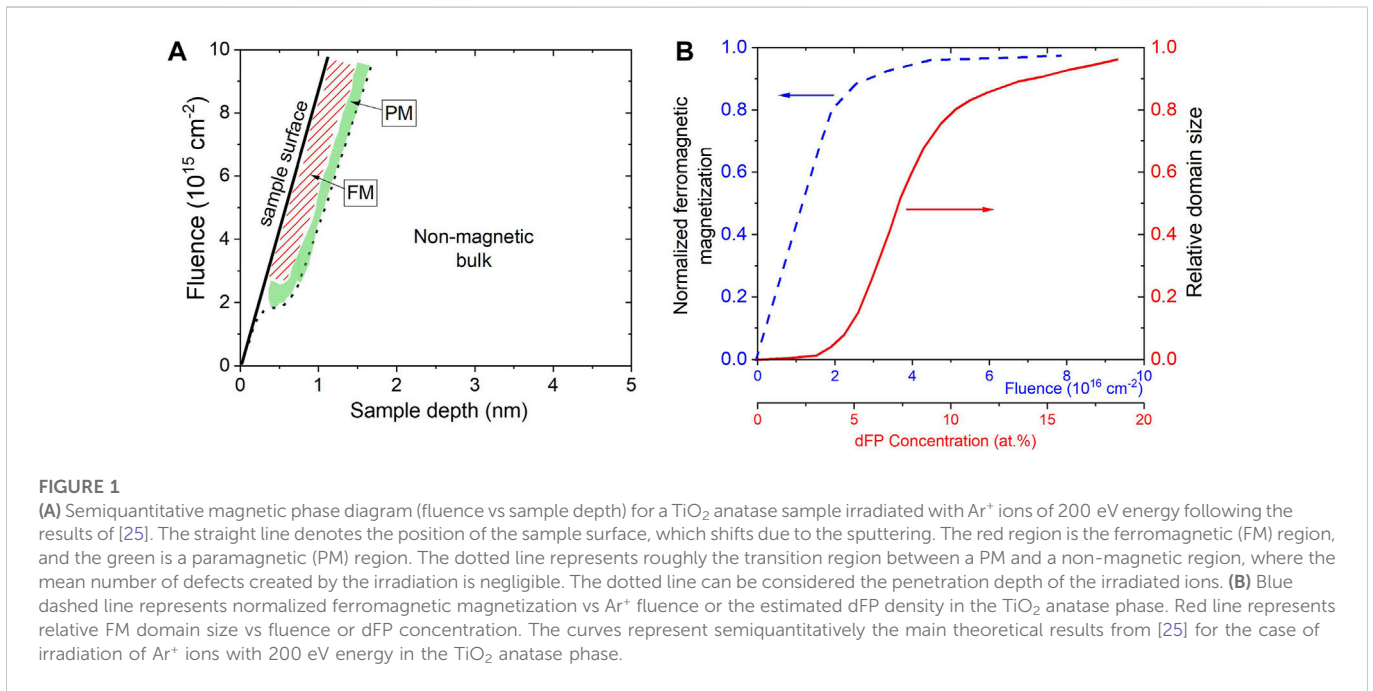 A
10
8
6
4
2
0
Fluence (10¹⁵ cm⁻²)
sample surface
PM
FM
Non-magnetic
bulk
0 1 2 3 4 5
Sample depth (nm)
B
1.0
0.8
0.6
0.4
0.2
0.0
Normalized ferromagnetic
magnetization
1.0
0.8
0.6
0.4
0.2
0.0
Relative domain size
0 2 4 6 8 10
Fluence (10¹⁶ cm⁻²)
0 5 10 15 20
dFP Concentration (at.%)
FIGURE 1
(A) Semiquantitative magnetic phase diagram (fluence vs sample depth) for a TiO₂ anatase sample irradiated with Ar⁺ ions of 200 eV energy following the
results of [25]. The straight line denotes the position of the sample surface, which shifts due to the sputtering. The red region is the ferromagnetic (FM) region,
and the green is a paramagnetic (PM) region. The dotted line represents roughly the transition region between a PM and a non-magnetic region, where the
mean number of defects created by the irradiation is negligible. The dotted line can be considered the penetration depth of the irradiated ions. (B) Blue
dashed line represents normalized ferromagnetic magnetization vs Ar⁺ fluence or the estimated dFP density in the TiO₂ anatase phase. Red line represents
relative FM domain size vs fluence or dFP concentration. The curves represent semiquantitatively the main theoretical results from [25] for the case of
irradiation of Ar⁺ ions with 200 eV energy in the TiO₂ anatase phase.